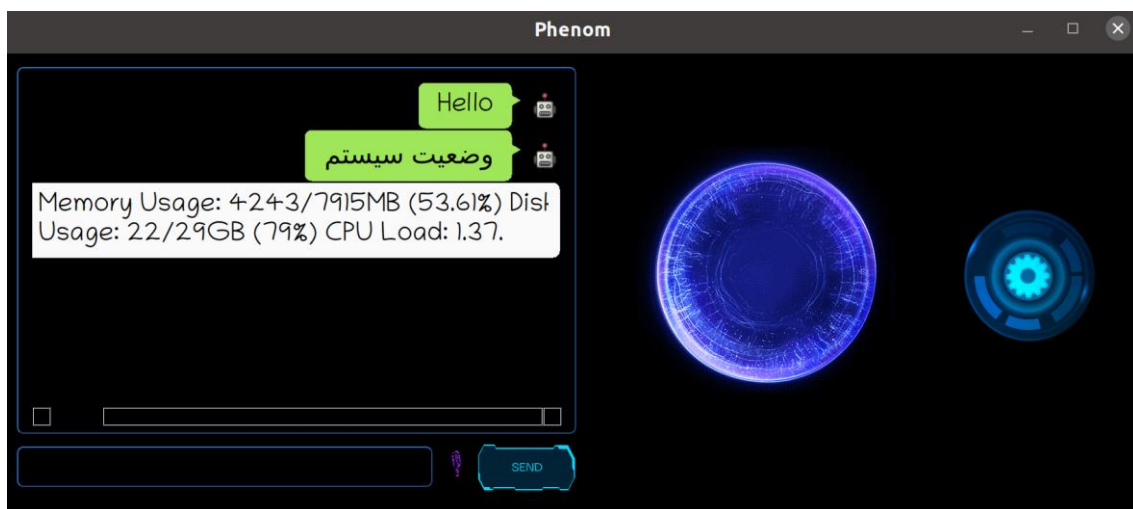 Phenom
Hello
وضعیت سیستم
Memory Usage: 4243/7915MB (53.61%)
Usage: 22/29GB (79%) CPU Load: 1.37.
SEND